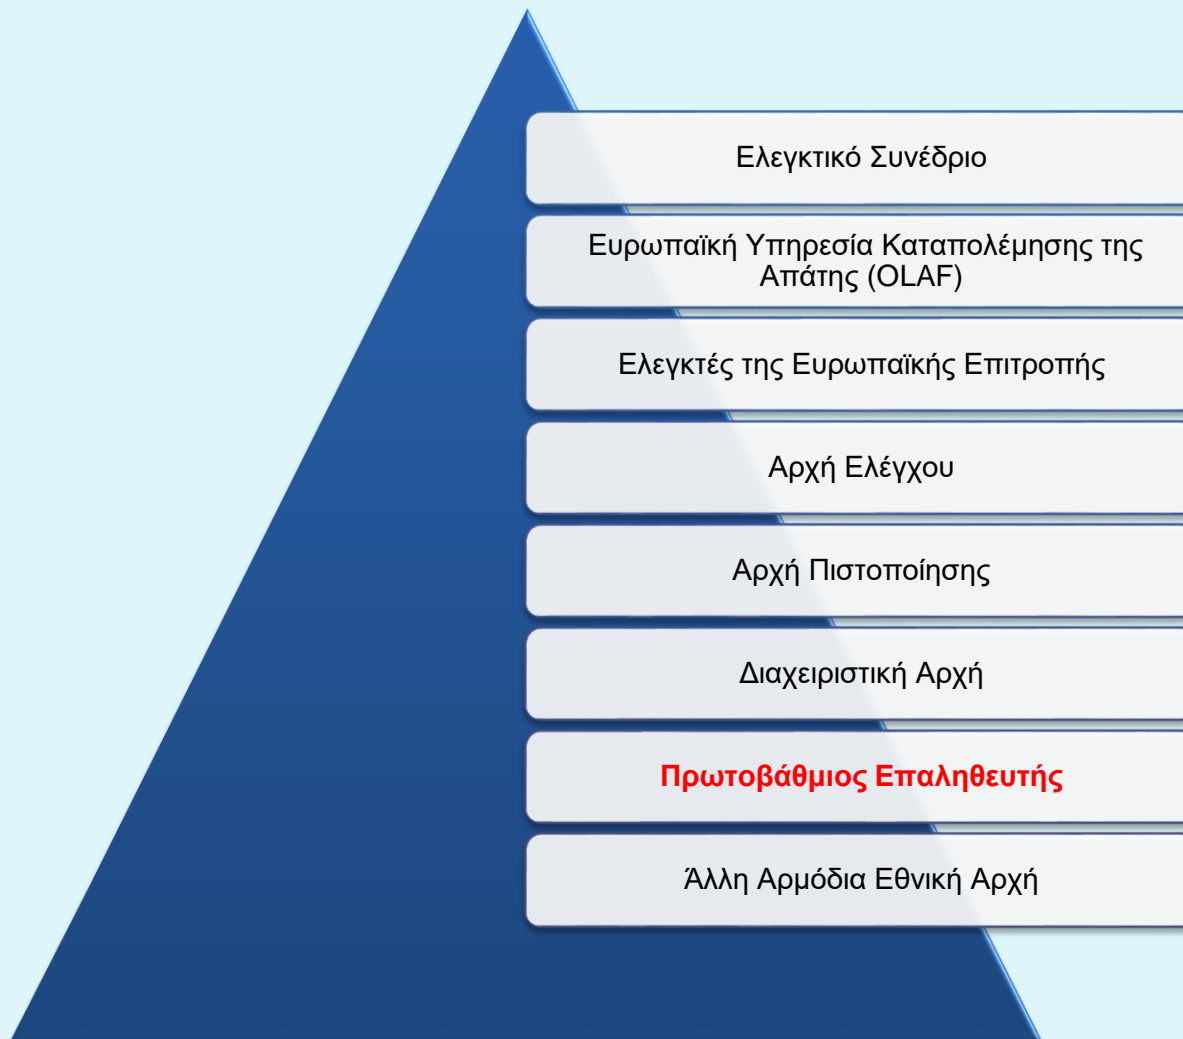 Ελεγκτικό Συνέδριο
Ευρωπαϊκή Υπηρεσία Καταπολέμησης της
Απάτης (OLAF)
Ελεγκτές της Ευρωπαϊκής Επιτροπής
Αρχή Ελέγχου
Αρχή Πιστοποίησης
Διαχειριστική Αρχή
Πρωτοβάθμιος Επαληθευτής
Άλλη Αρμόδια Εθνική Αρχή